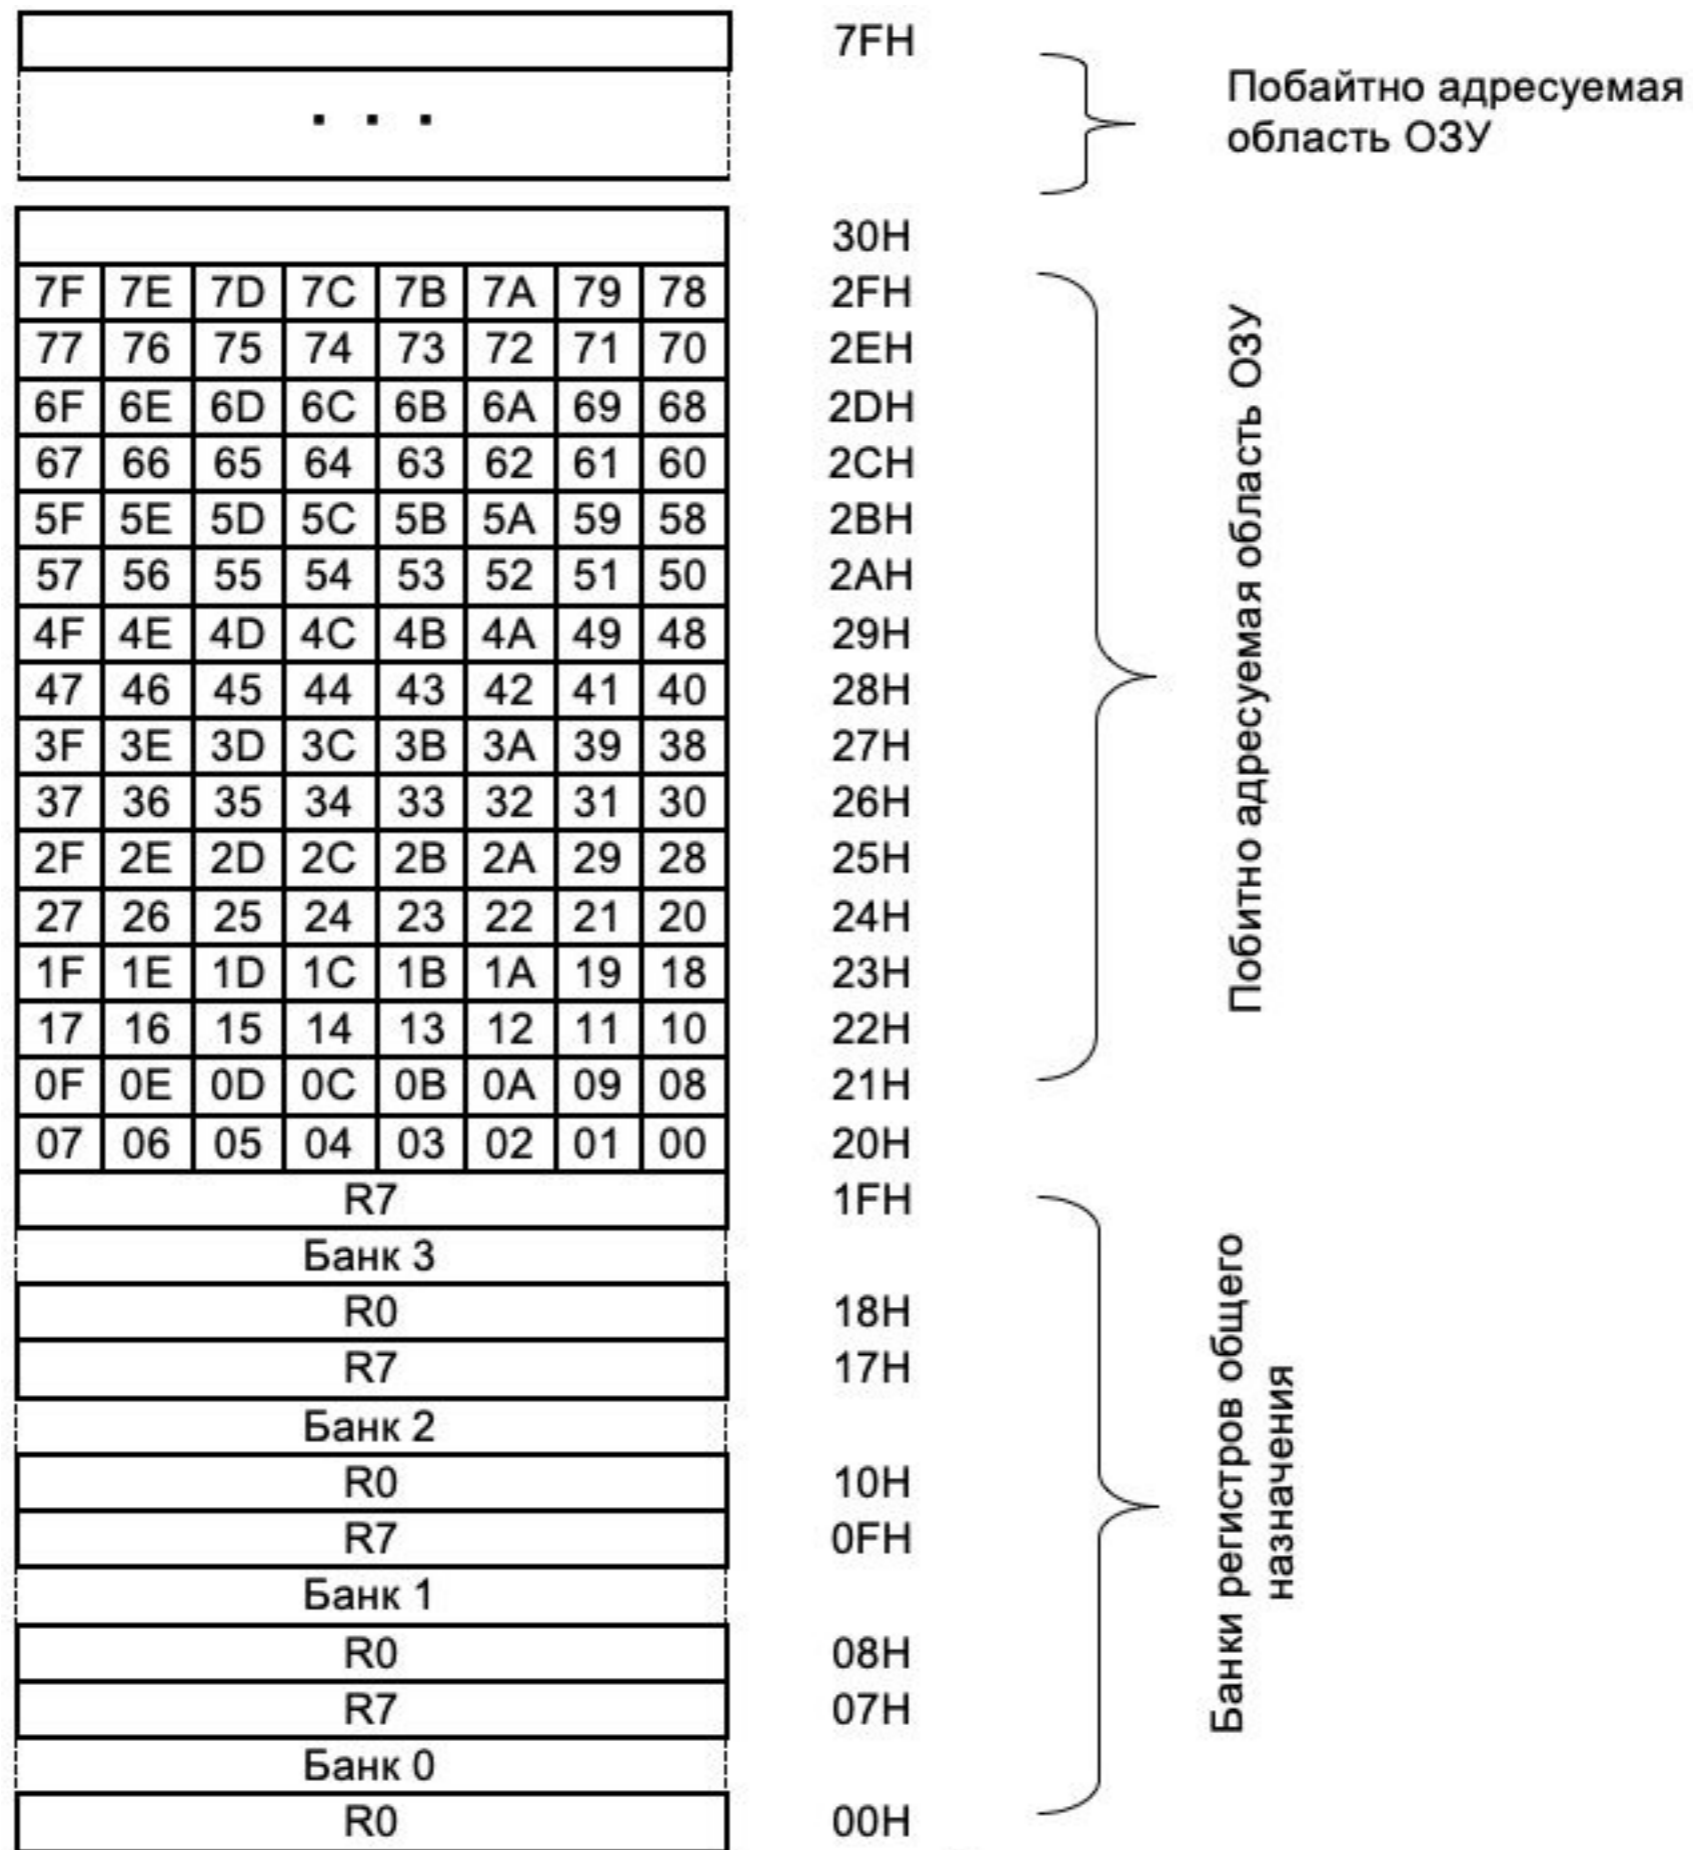 7FH
Побайтно адресуемая
область ОЗУ
. . .
30H
7F 7E 7D 7C 7B 7A 79 78 2FH
77 76 75 74 73 72 71 70 2EH
6F 6E 6D 6C 6B 6A 69 68 2DH
67 66 65 64 63 62 61 60 2CH
5F 5E 5D 5C 5B 5A 59 58 2BH
57 56 55 54 53 52 51 50 2AH
4F 4E 4D 4C 4B 4A 49 48 29H
47 46 45 44 43 42 41 40 28H
3F 3E 3D 3C 3B 3A 39 38 27H
37 36 35 34 33 32 31 30 26H
2F 2E 2D 2C 2B 2A 29 28 25H
27 26 25 24 23 22 21 20 24H
1F 1E 1D 1C 1B 1A 19 18 23H
17 16 15 14 13 12 11 10 22H
0F 0E 0D 0C 0B 0A 09 08 21H
07 06 05 04 03 02 01 00 20H
Побитно адресуемая область ОЗУ
R7 1FH
Банк 3
R0 18H
R7 17H
Банк 2
R0 10H
R7 0FH
Банк 1
R0 08H
R7 07H
Банк 0
R0 00H
Банки регистров общего
назначения